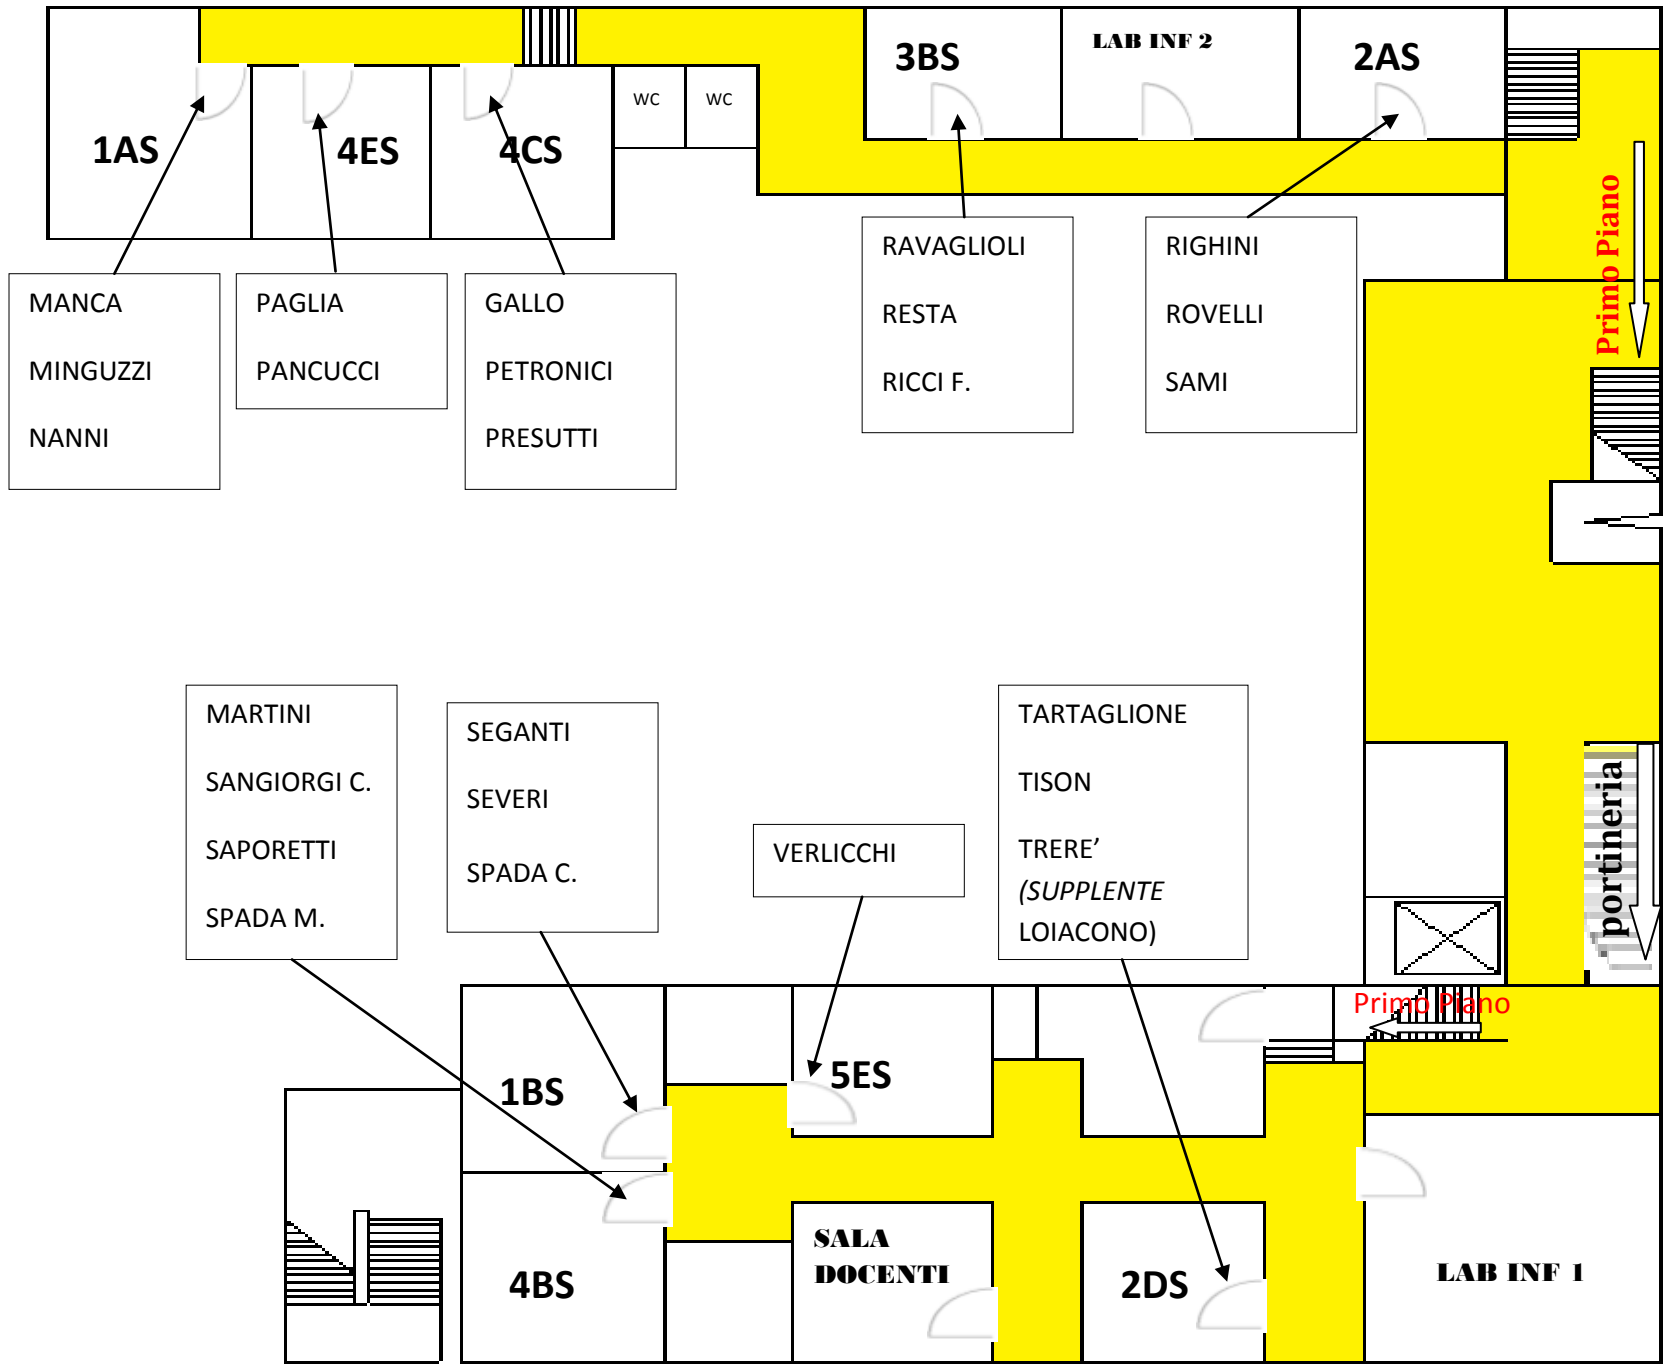 3BS
LAB INF 2
2AS
WC
WC
1AS
4ES
4CS
Primo Piano
MANCA
MINGUZZI
NANNI
PAGLIA
PANCUCCI
GALLO
PETRONICI
PRESUTTI
RAVAGLIOLI
RESTA
RICCI F.
RIGHINI
ROVELLI
SAMI
MARTINI
SANGIORGI C.
SAPORETTI
SPADA M.
SEGANTI
SEVERI
SPADA C.
VERLICCHI
TARTAGLIONE
TISON
TRERE’
(SUPPLENTE
LOIACONO)
portineria
Primo Piano
1BS
5ES
4BS
SALA
DOCENTI
2DS
LAB INF 1